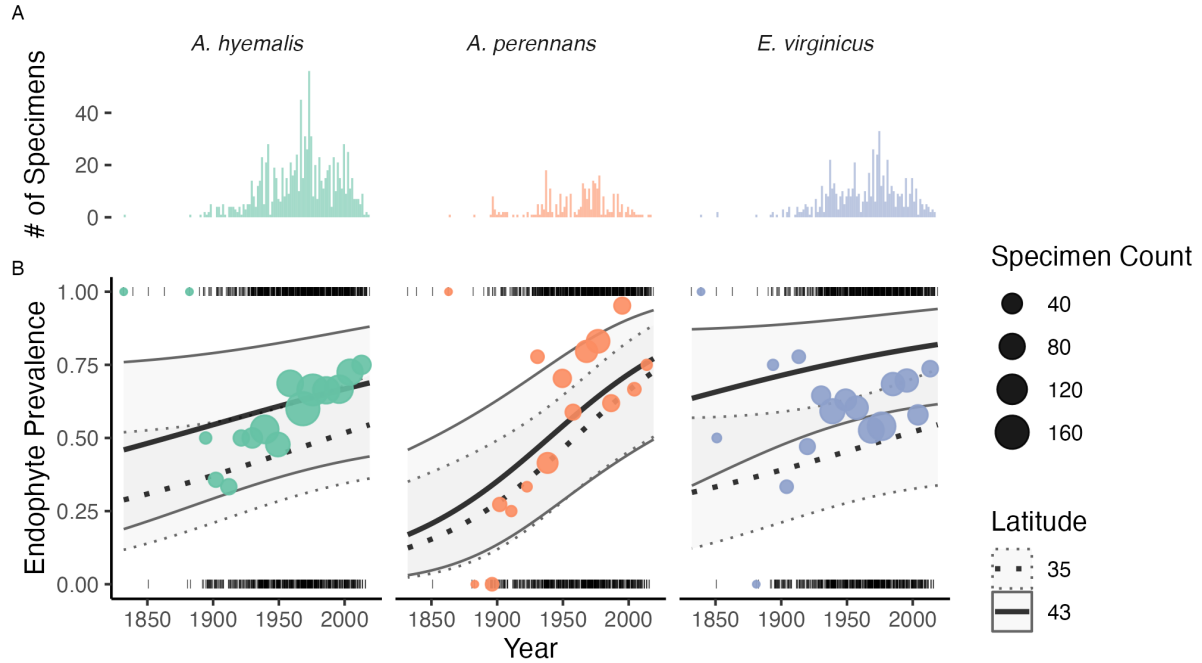 A
A. hyemalis A. perennans E. virginicus
# of Specimens
40
20
0
B
Endophyte Prevalence
1.00
0.75
0.50
0.25
0.00
1850 1900 1950 2000 1850 1900 1950 2000 1850 1900 1950 2000
Year
Specimen Count
40
80
120
160
Latitude
35
43